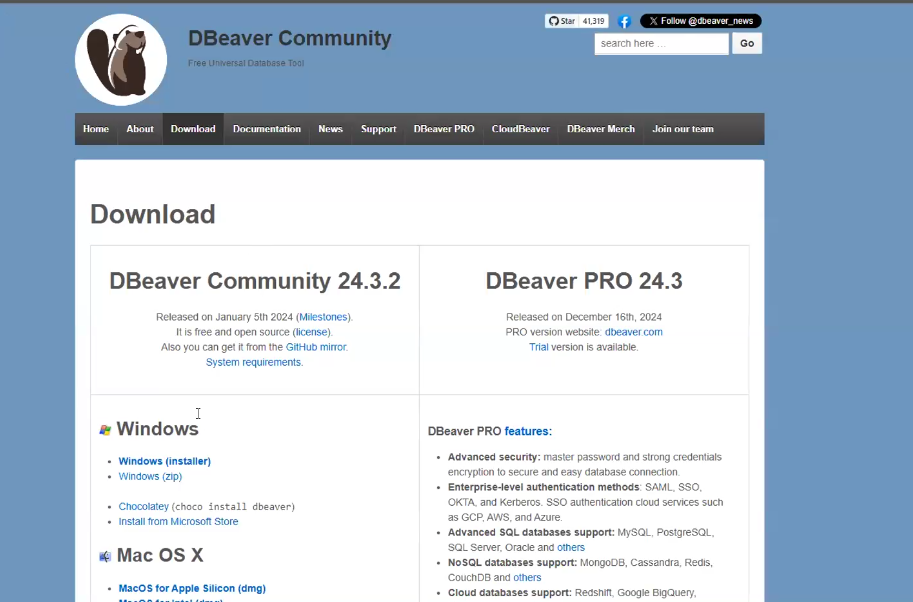 Star 41,319 Follow @dbeaver_news
DBeaver Community
search here … Go
Free Universal Database Tool
Home About Download Documentation News Support DBeaver PRO CloudBeaver DBeaver Merch Join our team
Download
DBeaver Community 24.3.2
Released on January 5th 2024 (Milestones).
It is free and open source (license).
Also you can get it from the GitHub mirror.
System requirements.
DBeaver PRO 24.3
Released on December 16th, 2024
PRO version website: dbeaver.com
Trial version is available.
Windows
• Windows (installer)
• Windows (zip)
• Chocolatey (choco install dbeaver)
• Install from Microsoft Store
Mac OS X
• MacOS for Apple Silicon (dmg)
• MacOS for Intel (dmg)
DBeaver PRO features:
• Advanced security: master password and strong credentials
encryption to secure and easy database connection.
• Enterprise-level authentication methods: SAML, SSO,
OKTA, and Kerberos. SSO authentication cloud services such
as GCP, AWS, and Azure.
• Advanced SQL databases support: MySQL, PostgreSQL,
SQL Server, Oracle and others
• NoSQL databases support: MongoDB, Cassandra, Redis,
CouchDB and others
• Cloud databases support: Redshift, Google BigQuery,